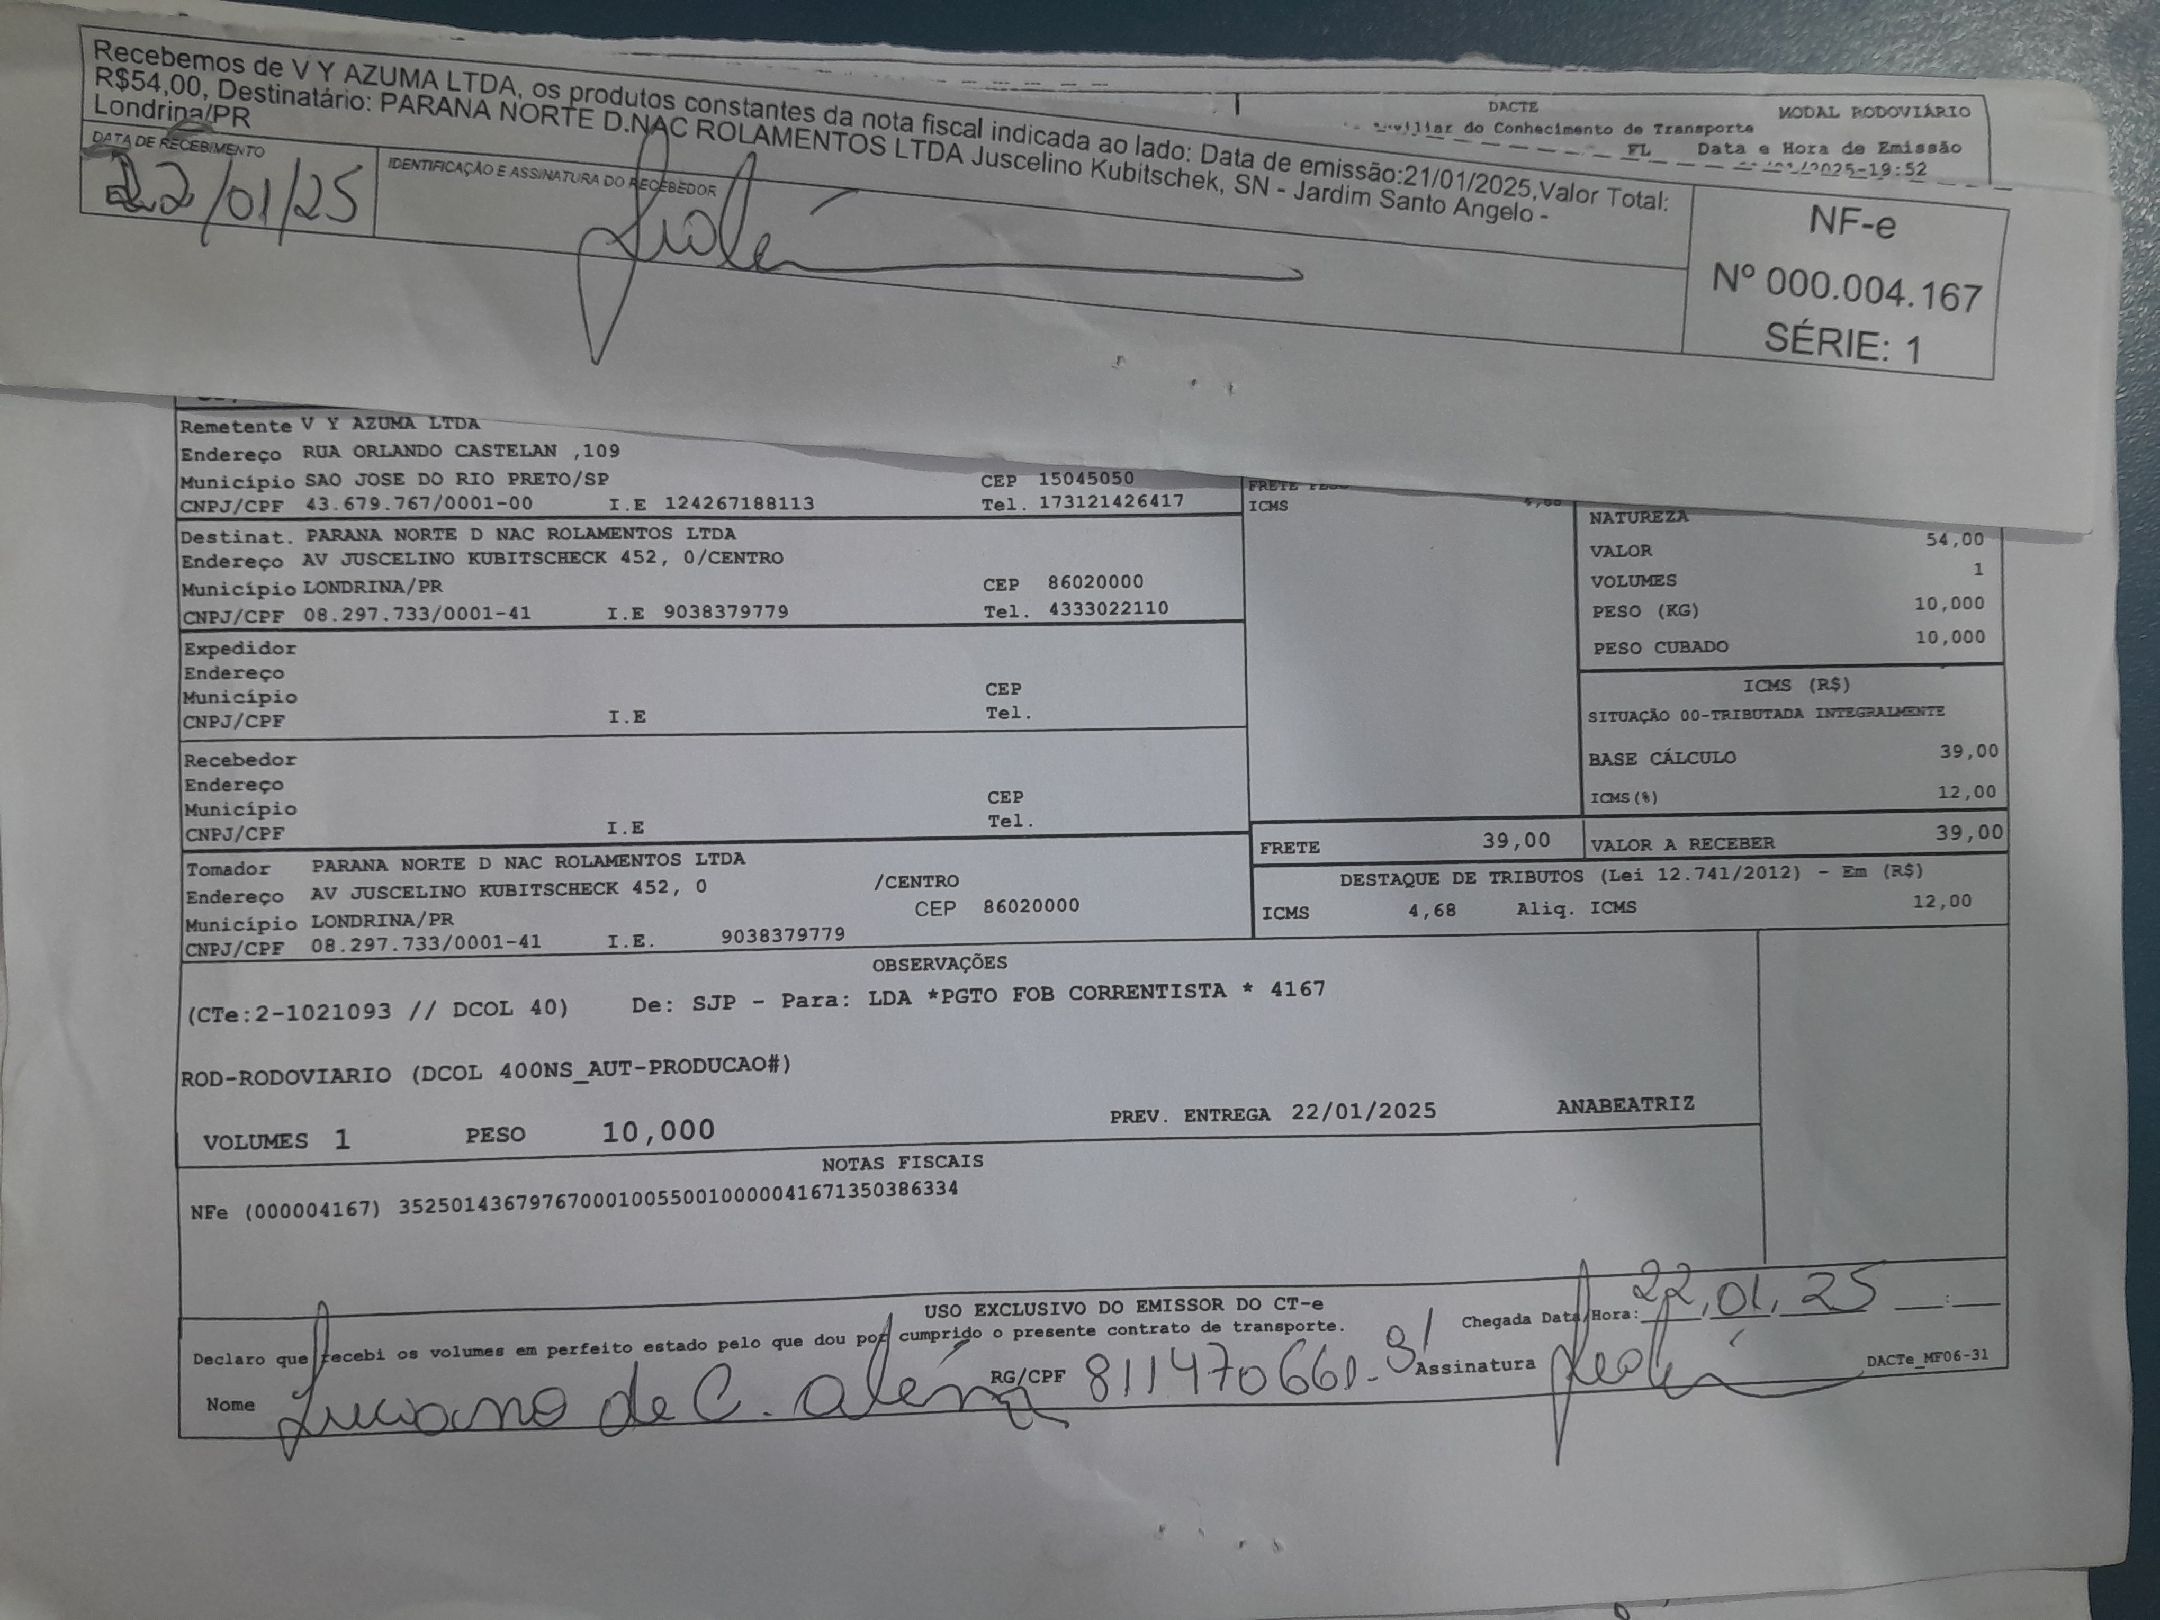 Recebemos de V Y AZUMA LTDA, os produtos constantes da nota fiscal indicada ao lado: Data de emissão:21/01/2025,Valor Total:
R$54,00, Destinatário: PARANA NORTE D.NAC ROLAMENTOS LTDA Juscelino Kubitschek, SN - Jardim Santo Angelo -
Londrina/PR
DATA DE RECEBIMENTO
22/01/25
IDENTIFICAÇÃO E ASSINATURA DO RECEBEDOR
NF-e
Nº 000.004.167
SÉRIE: 1
DACTE
MODAL RODOVIÁRIO
do Conhecimento de Transporte
FL Data e Hora de Emissão
/2025-19:52
Remetente V Y AZUMA LTDA
Endereço RUA ORLANDO CASTELAN ,109
Município SAO JOSE DO RIO PRETO/SP CEP 15045050
CNPJ/CPF 43.679.767/0001-00 I.E 124267188113 Tel. 173121426417
Destinat. PARANA NORTE D NAC ROLAMENTOS LTDA
Endereço AV JUSCELINO KUBITSCHECK 452, 0/CENTRO
Município LONDRINA/PR CEP 86020000
CNPJ/CPF 08.297.733/0001-41 I.E 9038379779 Tel. 4333022110
Expedidor
Endereço
Município CEP
CNPJ/CPF I.E Tel.
Recebedor
Endereço
Município CEP
CNPJ/CPF I.E Tel.
Tomador PARANA NORTE D NAC ROLAMENTOS LTDA
Endereço AV JUSCELINO KUBITSCHECK 452, 0 /CENTRO
Município LONDRINA/PR CEP 86020000
CNPJ/CPF 08.297.733/0001-41 I.E. 9038379779
FRETE PESO
ICMS
NATUREZA
VALOR 54,00
VOLUMES 1
PESO (KG) 10,000
PESO CUBADO 10,000
ICMS (R$)
SITUAÇÃO 00-TRIBUTADA INTEGRALMENTE
BASE CÁLCULO 39,00
ICMS(%) 12,00
FRETE 39,00 VALOR A RECEBER 39,00
DESTAQUE DE TRIBUTOS (Lei 12.741/2012) - Em (R$)
ICMS 4,68 Aliq. ICMS 12,00
OBSERVAÇÕES
(CTe:2-1021093 // DCOL 40) De: SJP - Para: LDA *PGTO FOB CORRENTISTA * 4167
ROD-RODOVIARIO (DCOL 400NS_AUT-PRODUCAO#)
VOLUMES 1 PESO 10,000 PREV. ENTREGA 22/01/2025 ANABEATRIZ
NOTAS FISCAIS
NFe (000004167) 35250143679767000100550010000041671350386334
USO EXCLUSIVO DO EMISSOR DO CT-e
Declaro que recebi os volumes em perfeito estado pelo que dou por cumprido o presente contrato de transporte.
Chegada Data/Hora: 22,01,25 __:__
Nome Luciano de C. RG/CPF Assinatura
DACTe_MF06-31